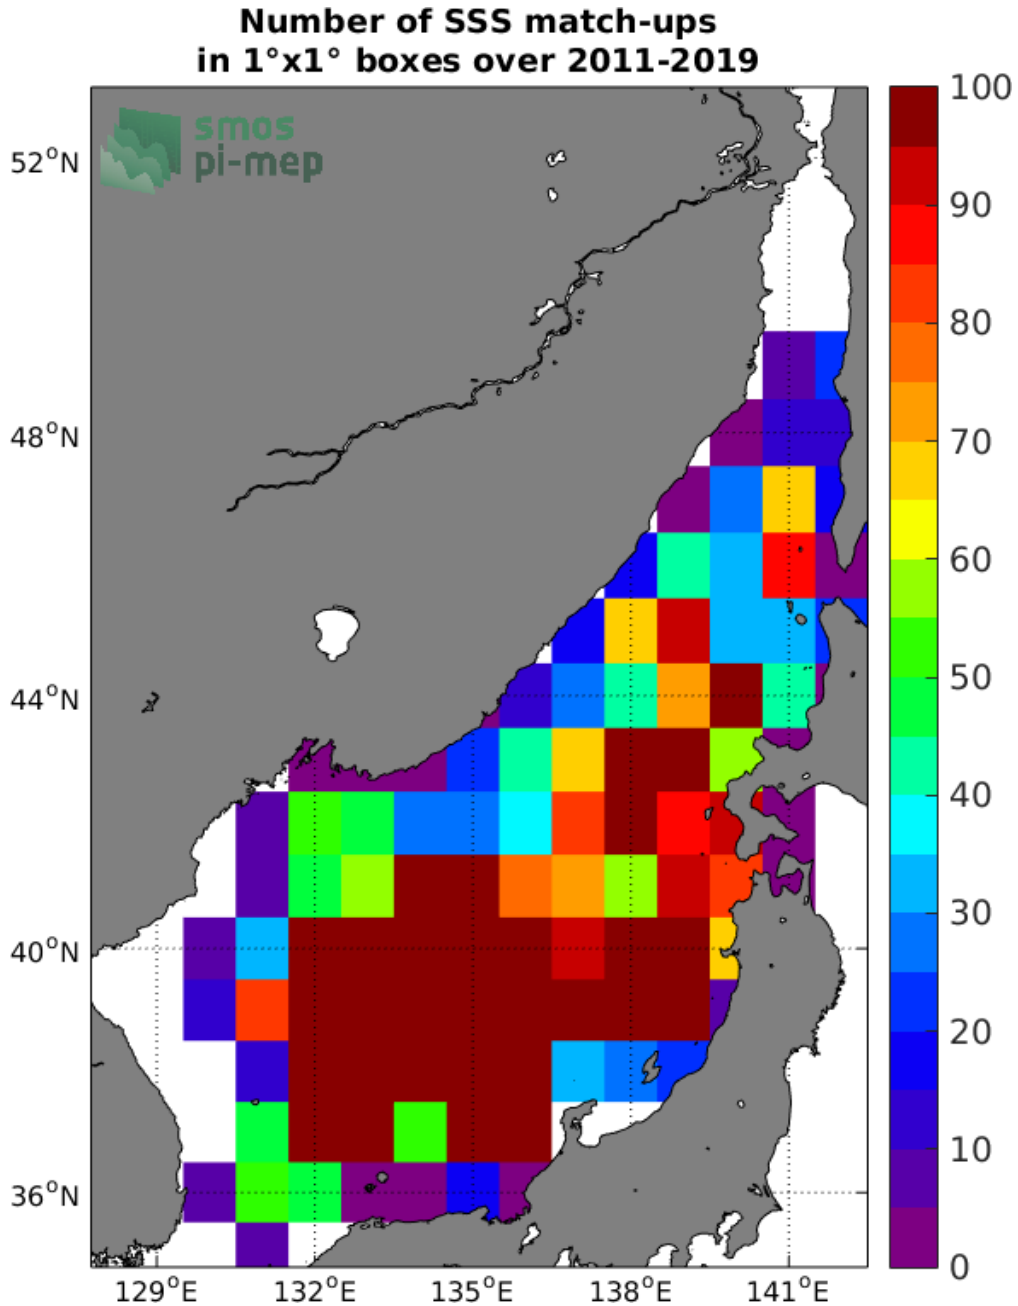 Number of SSS match-ups
in 1°x1° boxes over 2011-2019
smos
pi-mep
52°N
48°N
44°N
40°N
36°N
129°E
132°E
135°E
138°E
141°E
100
90
80
70
60
50
40
30
20
10
0